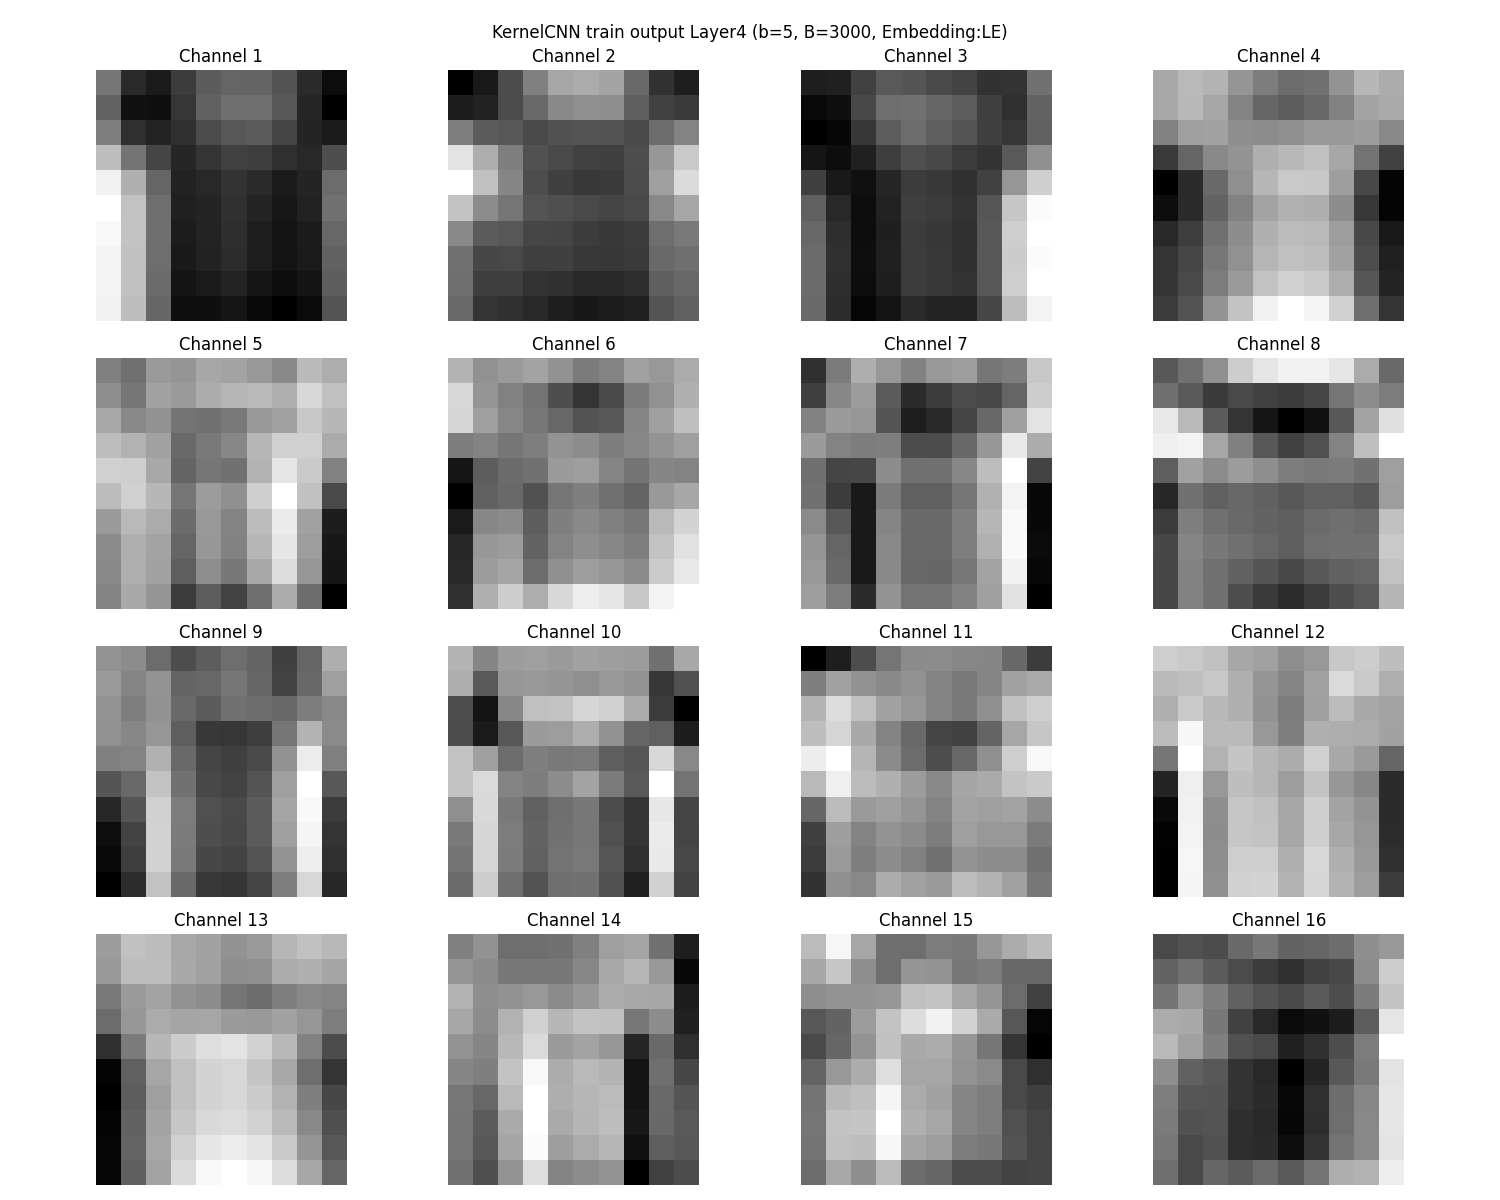 KernelCNN train output Layer4 (b=5, B=3000, Embedding:LE)
Channel 1 Channel 2 Channel 3 Channel 4
Channel 5 Channel 6 Channel 7 Channel 8
Channel 9 Channel 10 Channel 11 Channel 12
Channel 13 Channel 14 Channel 15 Channel 16